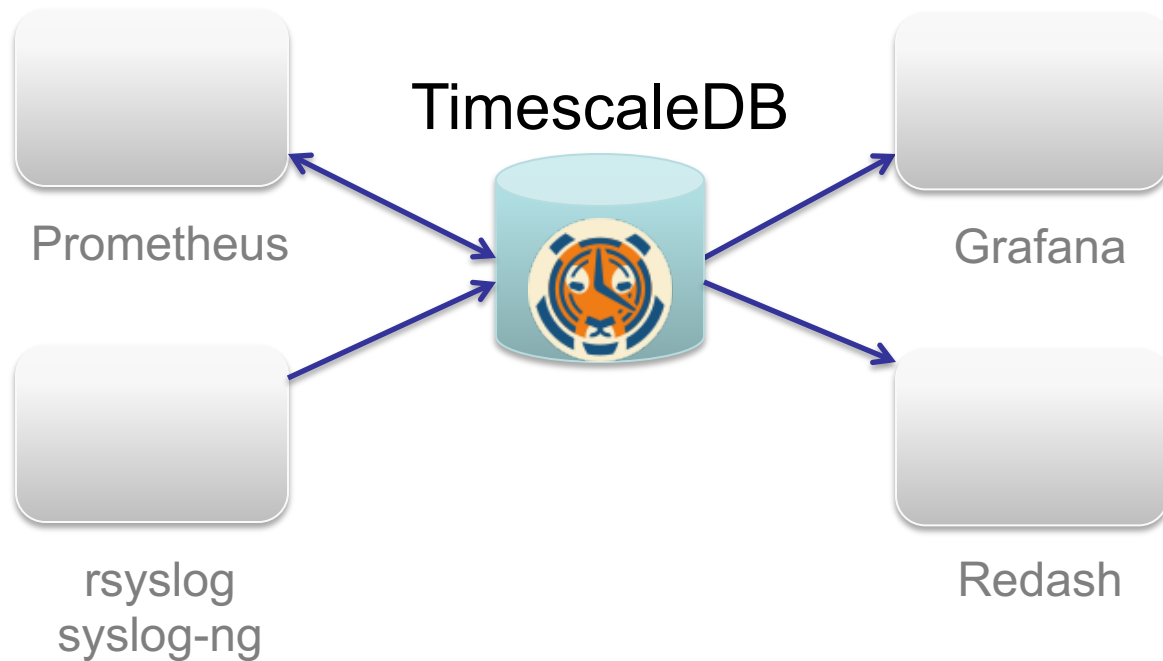 TimescaleDB
Prometheus
Grafana
rsyslog
syslog-ng
Redash